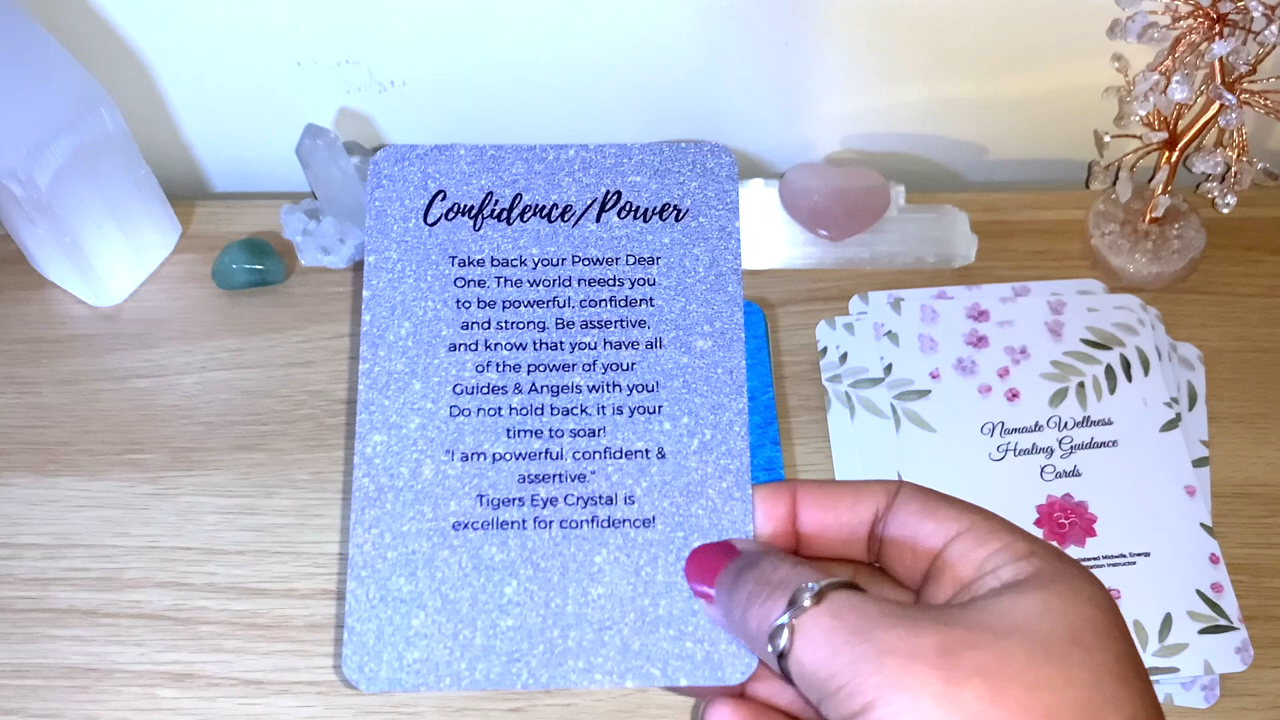 Confidence/Power
Take back your Power Dear
One. The world needs you
to be powerful, confident
and strong. Be assertive,
and know that you have all
of the power of your
Guides & Angels with you!
Do not hold back, it is your
time to soar!
"I am powerful, confident &
assertive."
Tigers Eye Crystal is
excellent for confidence!
Namaste Wellness
Healing Guidance
Cards
Midwife, Energy
Instructor